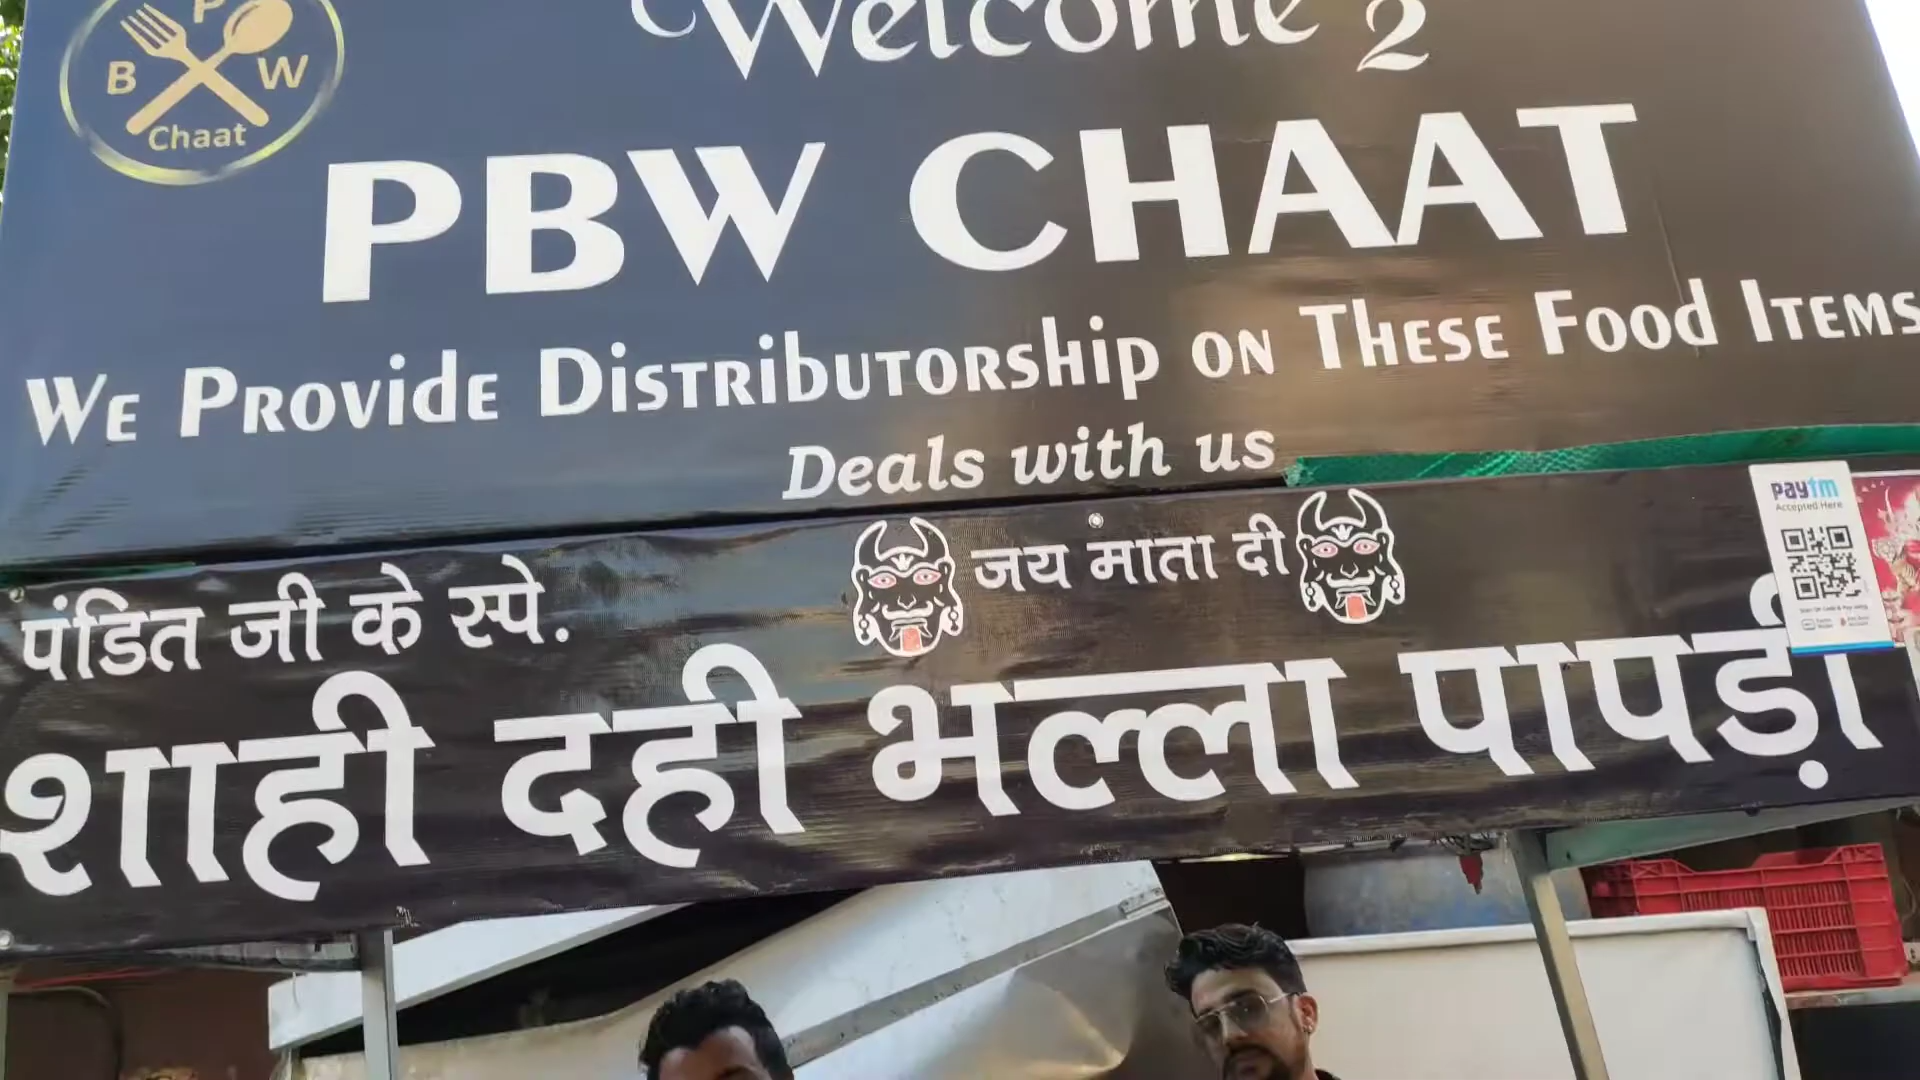 P
B W
Chaat
Welcome 2
PBW CHAAT
We Provide Distributorship on These Food Items
Deals with us
paytm
Accepted Here
जय माता दी
पंडित जी के स्पे.
शाही दही भल्ला पापड़ी